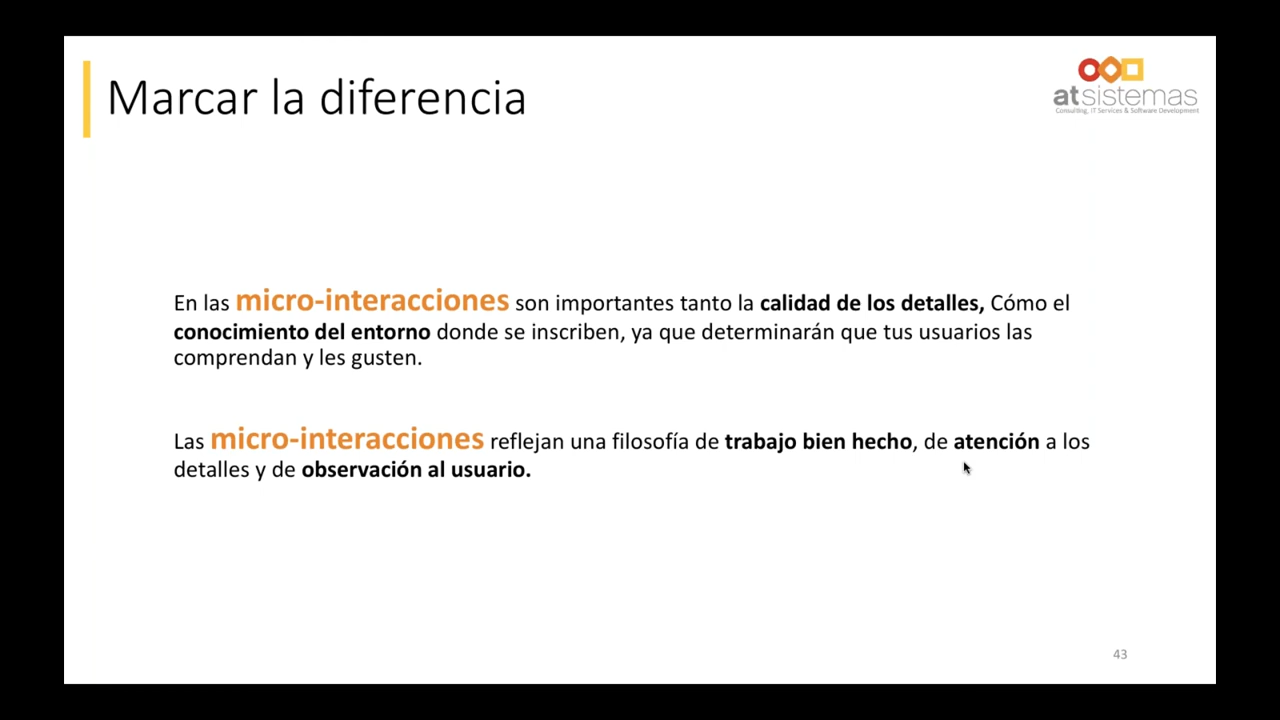 Marcar la diferencia
atsistemas
Consulting, IT Services & Software Development
En las micro-interacciones son importantes tanto la calidad de los detalles, Cómo el
conocimiento del entorno donde se inscriben, ya que determinarán que tus usuarios las
comprendan y les gusten.
Las micro-interacciones reflejan una filosofía de trabajo bien hecho, de atención a los
detalles y de observación al usuario.
43